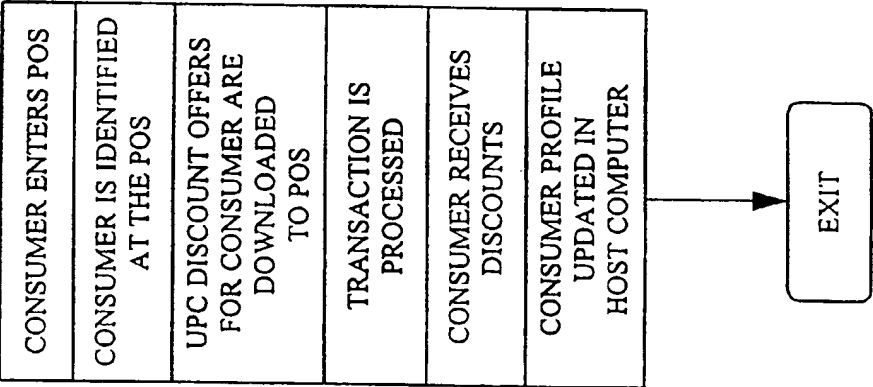 CONSUMER ENTERS POS
CONSUMER IS IDENTIFIED
AT THE POS
UPC DISCOUNT OFFERS
FOR CONSUMER ARE
DOWNLOADED
TO POS
TRANSACTION IS
PROCESSED
CONSUMER RECEIVES
DISCOUNTS
CONSUMER PROFILE
UPDATED IN
HOST COMPUTER
EXIT